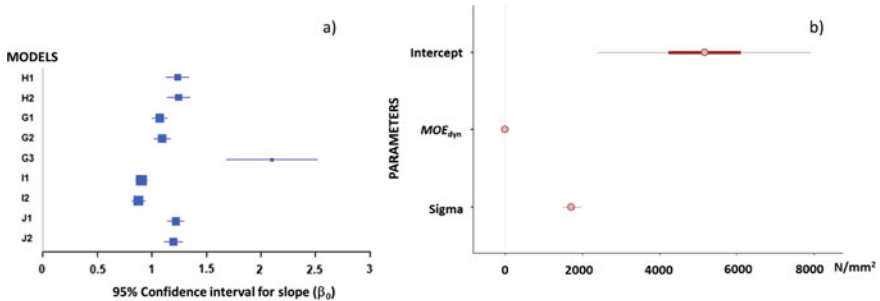 a)
MODELS
H1
H2
G1
G2
G3
I1
I2
J1
J2
0 0.5 1 1.5 2 2.5 3
95% Confidence interval for slope (β₀)
b)
PARAMETERS
Intercept
MOEdyn
Sigma
0 2000 4000 6000 8000 N/mm²